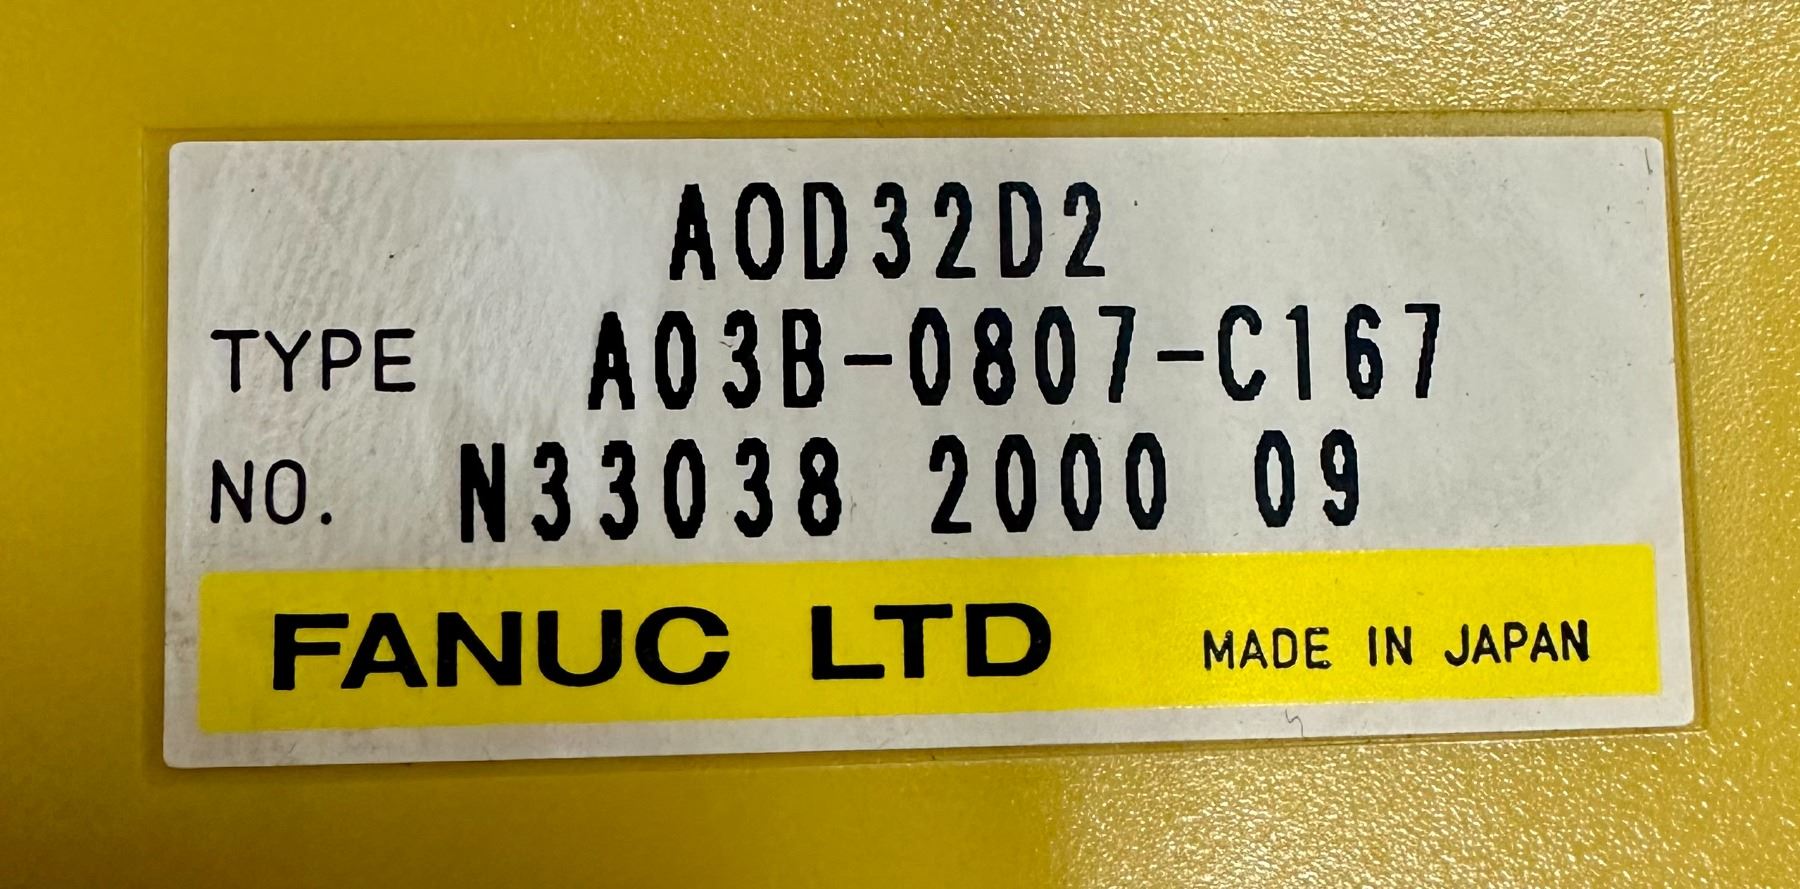 AOD32D2
TYPE A03B-0807-C167
NO. N33038 2000 09
FANUC LTD MADE IN JAPAN